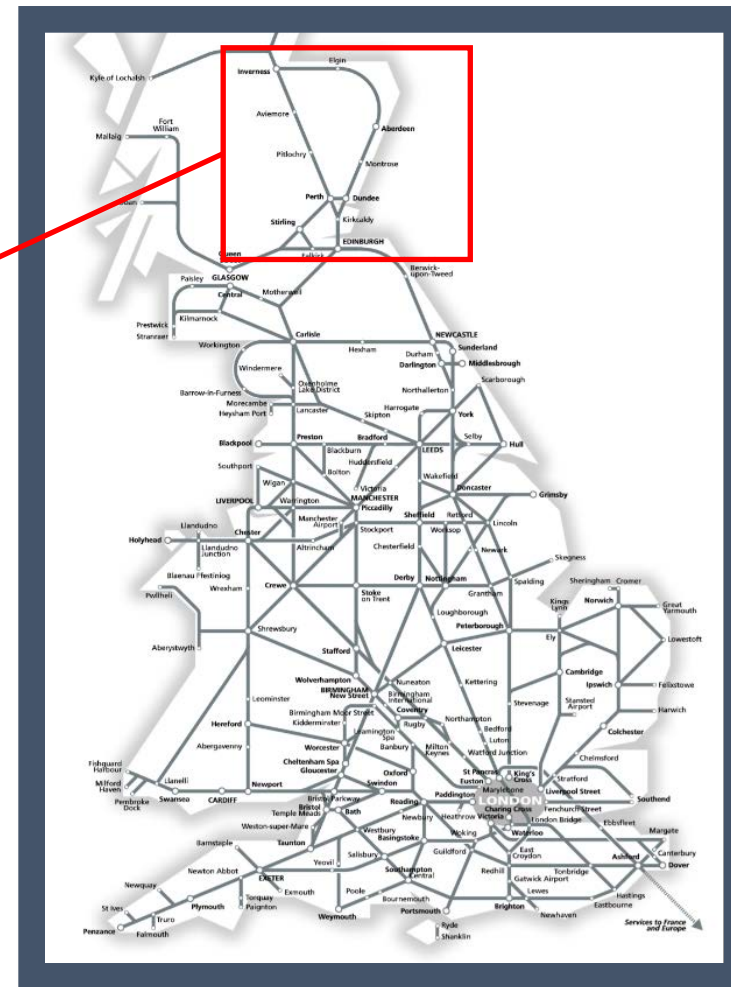 Elgin
Inverness
Kyle of Lochalsh
Aviemore
Fort
William
Mallaig
Aberdeen
Pitlochry
Montrose
Perth
Dundee
Stirling
Kirkcaldy
EDINBURGH
Queen
Falkirk
GLASGOW
Central
Berwick-
upon-Tweed
Paisley
Motherwell
Kilmarnock
Prestwick
Stranraer
Carlisle
NEWCASTLE
Workington
Hexham
Sunderland
Durham
Darlington
Middlesbrough
Windermere
Oxenholme
Lake District
Scarborough
Barrow-in-Furness
Northallerton
Morecambe
Heysham Port
Lancaster
Harrogate
York
Skipton
Blackpool
Preston
Bradford
Selby
Hull
Blackburn
LEEDS
Southport
Bolton
Huddersfield
Wakefield
Wigan
Victoria
Doncaster
Grimsby
LIVERPOOL
Warrington
MANCHESTER
Piccadilly
Manchester
Airport
Sheffield
Retford
Lincoln
Llandudno
Stockport
Worksop
Holyhead
Chester
Llandudno
Junction
Altrincham
Chesterfield
Newark
Skegness
Blaenau Ffestiniog
Pwllheli
Wrexham
Crewe
Stoke
on Trent
Derby
Nottingham
Grantham
Spalding
Sheringham
Cromer
Kings
Lynn
Norwich
Great
Yarmouth
Loughborough
Peterborough
Ely
Lowestoft
Aberystwyth
Shrewsbury
Stafford
Leicester
Wolverhampton
BIRMINGHAM
New Street
Nuneaton
Kettering
Cambridge
Ipswich
Felixstowe
Leominster
Birmingham
International
Coventry
Birmingham Moor Street
Kidderminster
Stevenage
Stansted
Airport
Harwich
Hereford
Leamington
Spa
Rugby
Northampton
Bedford
Colchester
Abergavenny
Worcester
Banbury
Milton
Keynes
Luton
Watford Junction
Cheltenham Spa
Gloucester
Chelmsford
Fishguard
Harbour
Llanelli
Oxford
St Pancras
Euston
King's
Cross
Stratford
Milford
Haven
Swansea
CARDIFF
Newport
Swindon
Marylebone
Liverpool Street
Pembroke
Dock
Bristol Parkway
Bristol
Temple Meads
Bath
Reading
Paddington
LONDON
Fenchurch Street
Southend
Charing Cross
Weston-super-Mare
Newbury
Heathrow
Victoria
London Bridge
Ebbsfleet
Westbury
Basingstoke
Woking
Waterloo
Margate
Barnstaple
Taunton
Salisbury
Guildford
East
Croydon
Canterbury
Newton Abbot
Yeovil
Redhill
Tonbridge
Ashford
Dover
EXETER
Southampton
Central
Gatwick Airport
Newquay
Exmouth
Poole
Bournemouth
Lewes
Hastings
Eastbourne
St Ives
Truro
Plymouth
Torquay
Paignton
Weymouth
Portsmouth
Brighton
Newhaven
Penzance
Falmouth
Ryde
Shanklin
Services to France
and Europe